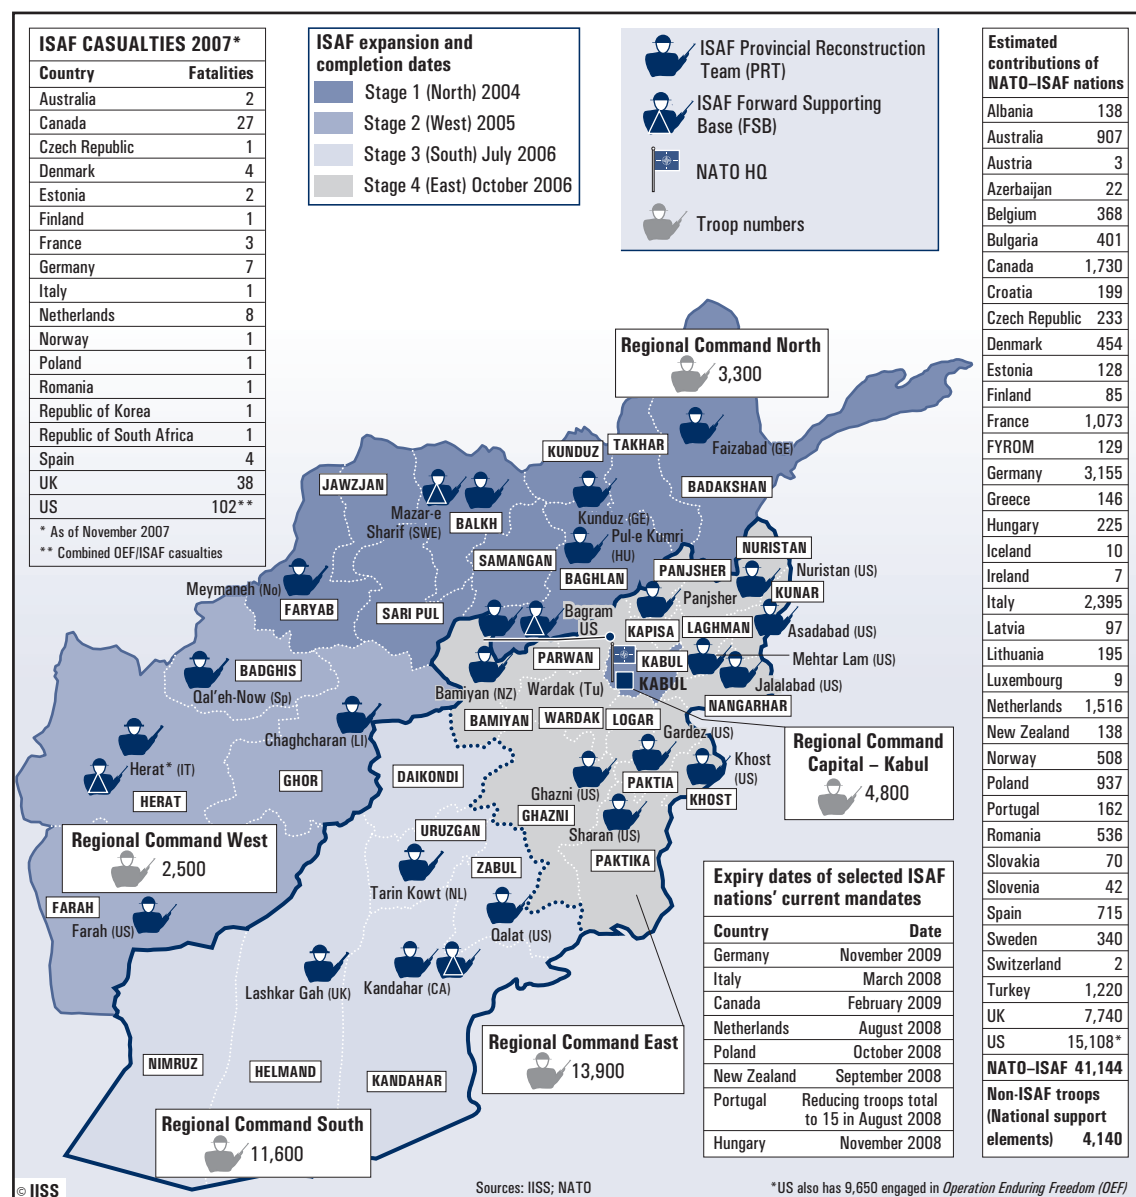 ISAF CASUALTIES 2007*
Country Fatalities
Australia 2
Canada 27
Czech Republic 1
Denmark 4
Estonia 2
Finland 1
France 3
Germany 7
Italy 1
Netherlands 8
Norway 1
Poland 1
Romania 1
Republic of Korea 1
Republic of South Africa 1
Spain 4
UK 38
US 102**
* As of November 2007
** Combined OEF/ISAF casualties
ISAF expansion and
completion dates
Stage 1 (North) 2004
Stage 2 (West) 2005
Stage 3 (South) July 2006
Stage 4 (East) October 2006
ISAF Provincial Reconstruction
Team (PRT)
ISAF Forward Supporting
Base (FSB)
NATO HQ
Troop numbers
Estimated
contributions of
NATO–ISAF nations
Albania 138
Australia 907
Austria 3
Azerbaijan 22
Belgium 368
Bulgaria 401
Canada 1,730
Croatia 199
Czech Republic 233
Denmark 454
Estonia 128
Finland 85
France 1,073
FYROM 129
Germany 3,155
Greece 146
Hungary 225
Iceland 10
Ireland 7
Italy 2,395
Latvia 97
Lithuania 195
Luxembourg 9
Netherlands 1,516
New Zealand 138
Norway 508
Poland 937
Portugal 162
Romania 536
Slovakia 70
Slovenia 42
Spain 715
Sweden 340
Switzerland 2
Turkey 1,220
UK 7,740
US 15,108*
NATO–ISAF 41,144
Non-ISAF troops
(National support
elements) 4,140
Regional Command North
3,300
Faizabad (GE)
TAKHAR
KUNDUZ
BADAKSHAN
JAWZJAN
Mazar-e
Sharif (SWE)
BALKH
Kunduz (GE)
Pul-e Kumri
(HU)
SAMANGAN
BAGHLAN
NURISTAN
PANJSHER
Nuristan (US)
KUNAR
Meymaneh (No)
FARYAB
SARI PUL
Panjsher
Bagram
US
KAPISA
LAGHMAN
Asadabad (US)
PARWAN
KABUL
Mehtar Lam (US)
BADGHIS
Qal'eh-Now (Sp)
Bamiyan (NZ)
Wardak (Tu)
KABUL
Jalalabad (US)
NANGARHAR
BAMIYAN
WARDAK
LOGAR
Gardez (US)
Chaghcharan (LI)
Regional Command
Capital – Kabul
4,800
Herat* (IT)
HERAT
GHOR
DAIKONDI
Khost
(US)
PAKTIA
KHOST
Ghazni (US)
GHAZNI
Sharan (US)
Regional Command West
2,500
URUZGAN
ZABUL
PAKTIKA
Tarin Kowt (NL)
FARAH
Farah (US)
Qalat (US)
Lashkar Gah (UK)
Kandahar (CA)
Expiry dates of selected ISAF
nations' current mandates
Country Date
Germany November 2009
Italy March 2008
Canada February 2009
Netherlands August 2008
Poland October 2008
New Zealand September 2008
Portugal Reducing troops total
to 15 in August 2008
Hungary November 2008
Regional Command East
13,900
NIMRUZ
HELMAND
KANDAHAR
Regional Command South
11,600
© IISS
Sources: IISS; NATO
*US also has 9,650 engaged in Operation Enduring Freedom (OEF)